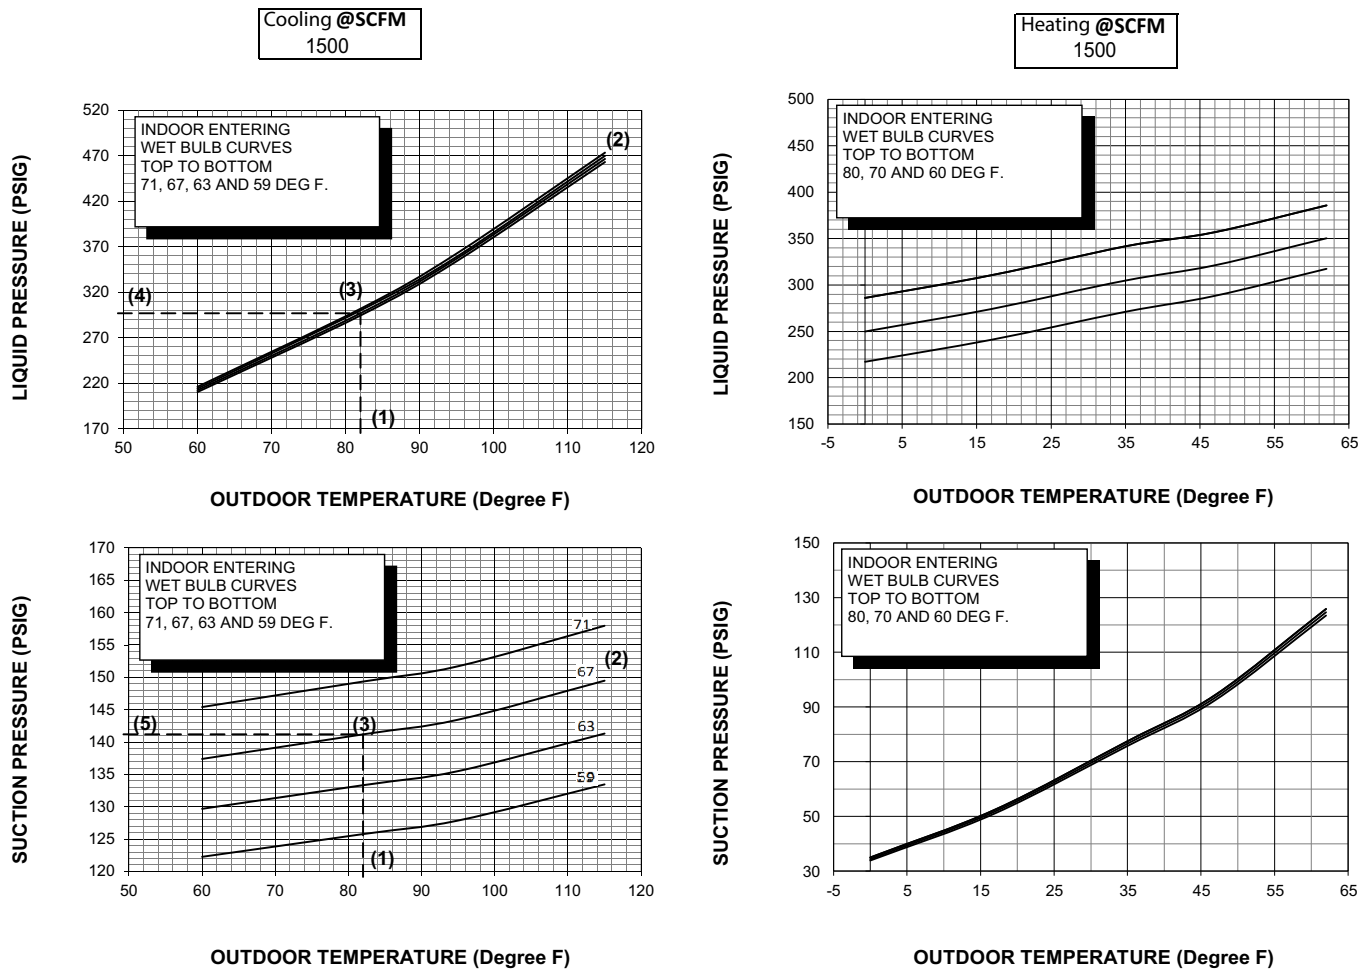 Cooling @SCFM
1500
Heating @SCFM
1500
LIQUID PRESSURE (PSIG)
520
470
420
370
320
270
220
170
INDOOR ENTERING
WET BULB CURVES
TOP TO BOTTOM
71, 67, 63 AND 59 DEG F.
(2)
(3)
(4)
(1)
50 60 70 80 90 100 110 120
OUTDOOR TEMPERATURE (Degree F)
LIQUID PRESSURE (PSIG)
500
450
400
350
300
250
200
150
INDOOR ENTERING
WET BULB CURVES
TOP TO BOTTOM
80, 70 AND 60 DEG F.
-5 5 15 25 35 45 55 65
OUTDOOR TEMPERATURE (Degree F)
SUCTION PRESSURE (PSIG)
170
165
160
155
150
145
140
135
130
125
120
INDOOR ENTERING
WET BULB CURVES
TOP TO BOTTOM
71, 67, 63 AND 59 DEG F.
71
(2)
67
(5)
(3)
63
59
(1)
50 60 70 80 90 100 110 120
OUTDOOR TEMPERATURE (Degree F)
SUCTION PRESSURE (PSIG)
150
130
110
90
70
50
30
INDOOR ENTERING
WET BULB CURVES
TOP TO BOTTOM
80, 70 AND 60 DEG F.
-5 5 15 25 35 45 55 65
OUTDOOR TEMPERATURE (Degree F)